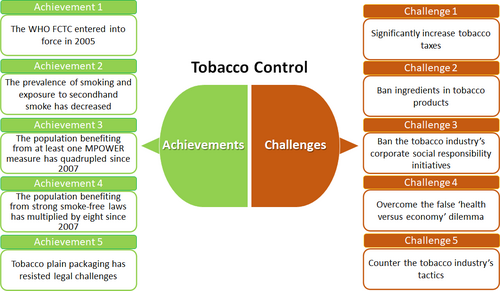 Achievement 1
The WHO FCTC entered into
force in 2005
Achievement 2
The prevalence of smoking and
exposure to secondhand
smoke has decreased
Achievement 3
The population benefiting
from at least one MPOWER
measure has quadrupled since
2007
Achievement 4
The population benefiting
from strong smoke-free laws
has multiplied by eight since
2007
Achievement 5
Tobacco plain packaging has
resisted legal challenges
Tobacco Control
Achievements
Challenges
Challenge 1
Significantly increase tobacco
taxes
Challenge 2
Ban ingredients in tobacco
products
Challenge 3
Ban the tobacco industry's
corporate social responsibility
initiatives
Challenge 4
Overcome the false 'health
versus economy' dilemma
Challenge 5
Counter the tobacco industry's
tactics